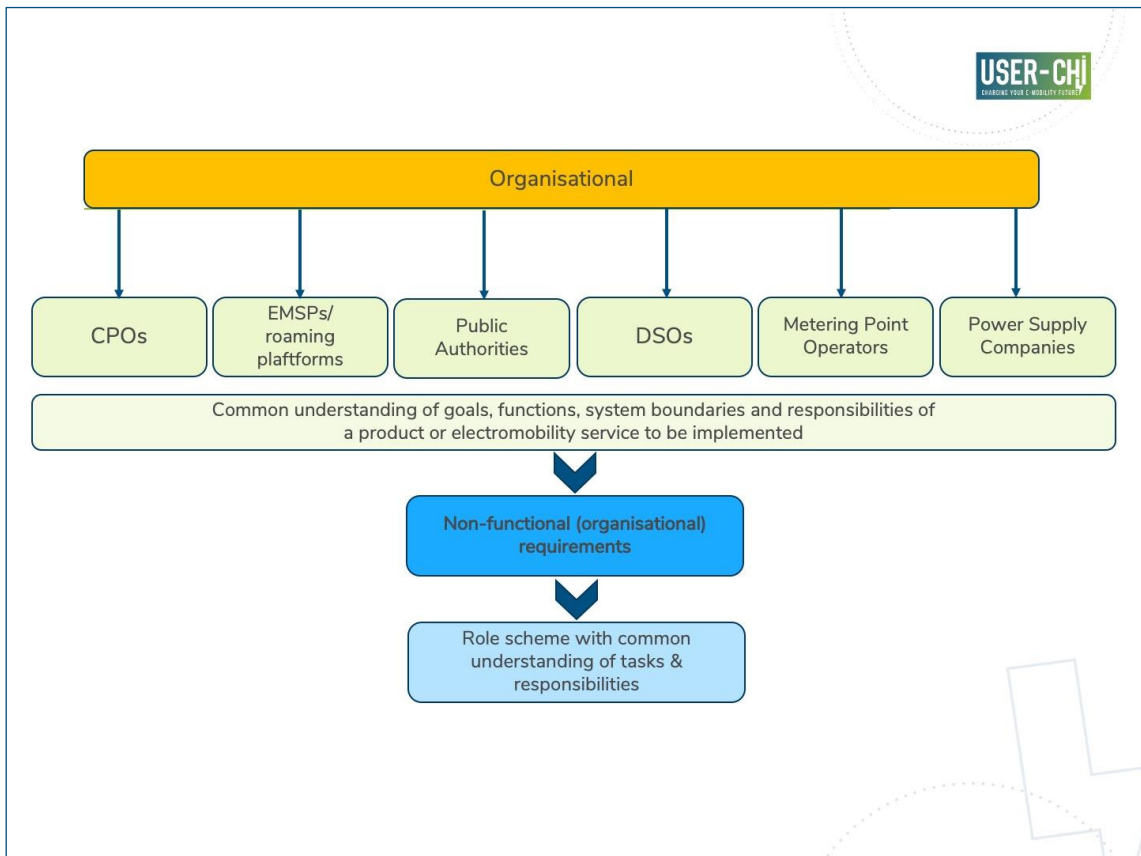 USER-CHi
CHARGING YOUR E-MOBILITY FUTURE
Organisational
CPOs
EMSPs/
roaming
plaftforms
Public
Authorities
DSOs
Metering Point
Operators
Power Supply
Companies
Common understanding of goals, functions, system boundaries and responsibilities of
a product or electromobility service to be implemented
Non-functional (organisational)
requirements
Role scheme with common
understanding of tasks &
responsibilities